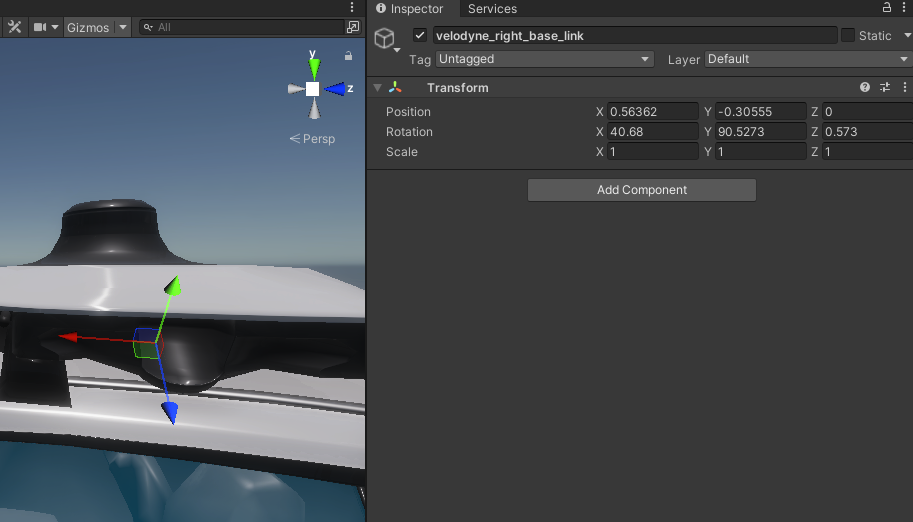 Inspector
Services
Gizmos
All
velodyne_right_base_link
Static
Tag Untagged
Layer Default
Transform
Position X 0.56362 Y -0.30555 Z 0
Rotation X 40.68 Y 90.5273 Z 0.573
Scale X 1 Y 1 Z 1
Add Component
y
z
Persp